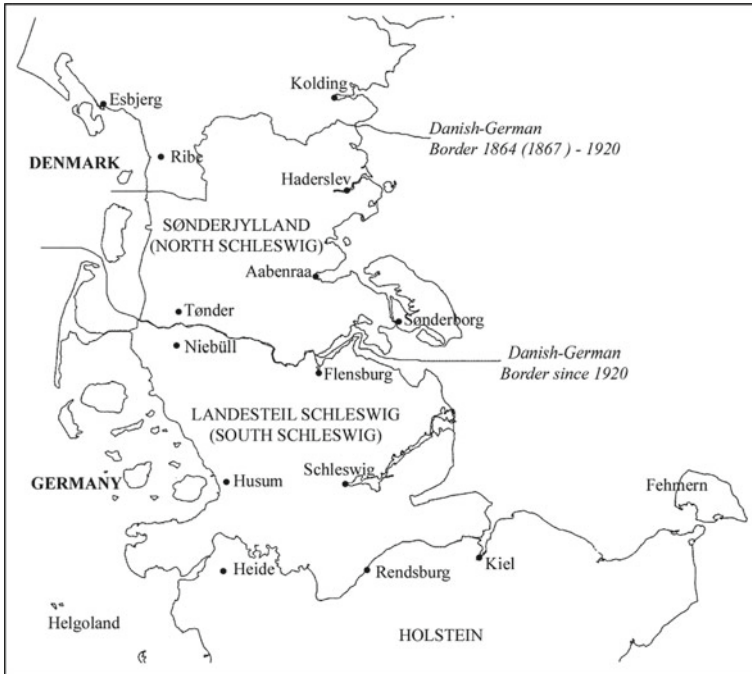 Kolding
Esbjerg
Danish-German
Border 1864 (1867 ) - 1920
DENMARK
Ribe
Haderslev
SØNDERJYLLAND
(NORTH SCHLESWIG)
Aabenraa
Tønder
Sønderborg
Niebüll
Danish-German
Border since 1920
Flensburg
LANDESTEIL SCHLESWIG
(SOUTH SCHLESWIG)
Schleswig
GERMANY
Husum
Fehmern
Heide
Rendsburg
Kiel
Helgoland
HOLSTEIN